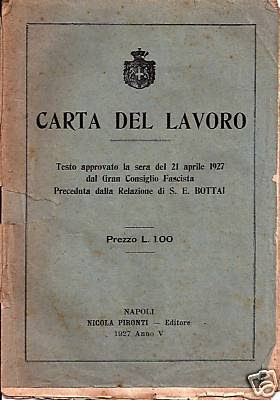 CARTA DEL LAVORO
Testo approvato la sera del 21 aprile 1927
dal Gran Consiglio Fascista
Preceduta dalla Relazione di S. E. BOTTAI
Prezzo L. 1.00
NAPOLI
NICOLA PIRONTI — Editore
1927 Anno V